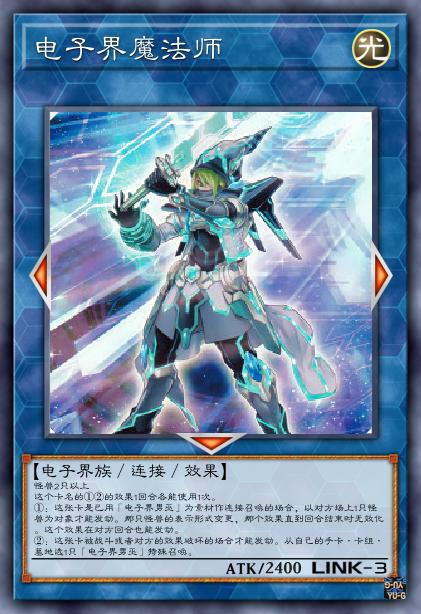 电子界魔法师
光
【电子界族／连接／效果】
怪兽2只以上
这个卡名的①②的效果1回合各能使用1次。
①：这张卡是已用「电子界男巫」为素材作连接召唤的场合，以对方场上1只怪
兽为对象才能发动。那只怪兽的表示形式变更，那个效果直到回合结束时无效化
。这个效果在对方回合也能发动。
②：这张卡被战斗或者对方的效果破坏的场合才能发动。从自己的手卡·卡组·
墓地选1只「电子界男巫」特殊召唤。
ATK/2400 LINK-3